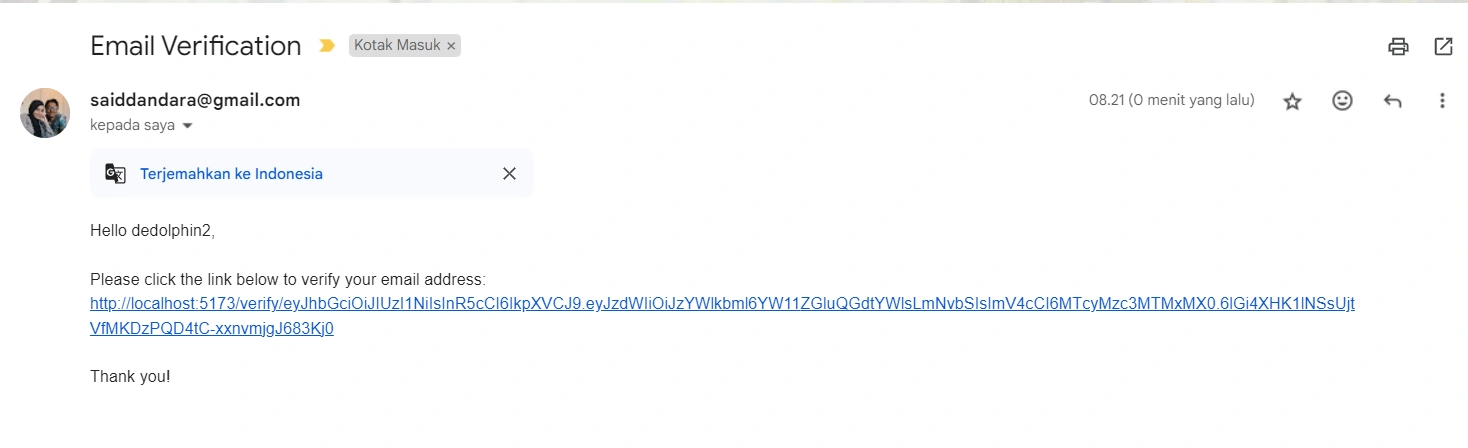 Email Verification Kotak Masuk ×
saiddandara@gmail.com 08.21 (0 menit yang lalu)
kepada saya
Terjemahkan ke Indonesia
Hello dedolphin2,
Please click the link below to verify your email address:
http://localhost:5173/verify/eyJhbGciOiJIUzI1NiIsInR5cCI6IkpXVCJ9.eyJzdWIiOiJzYWlkbml6YW11ZGluQGdtYWlsLmNvbSIsImV4cCI6MTcyMzc3MTMxMX0.6IGi4XHK1lNSsUjt
VfMKDzPQD4tC-xxnvmjgJ683Kj0
Thank you!